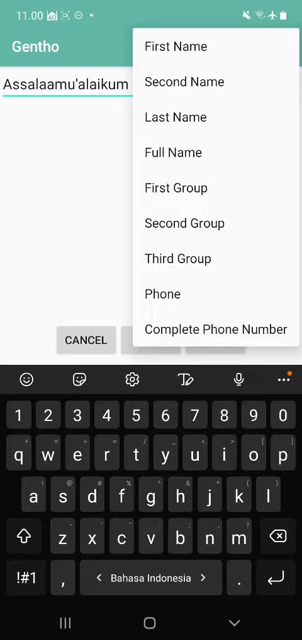 11.00
Gentho
Assalaamu'alaikum
First Name
Second Name
Last Name
Full Name
First Group
Second Group
Third Group
Phone
Complete Phone Number
CANCEL
1 2 3 4 5 6 7 8 9 0
q w e r t y u i o p
a s d f g h j k l
z x c v b n m
!#1 , < Bahasa Indonesia > .